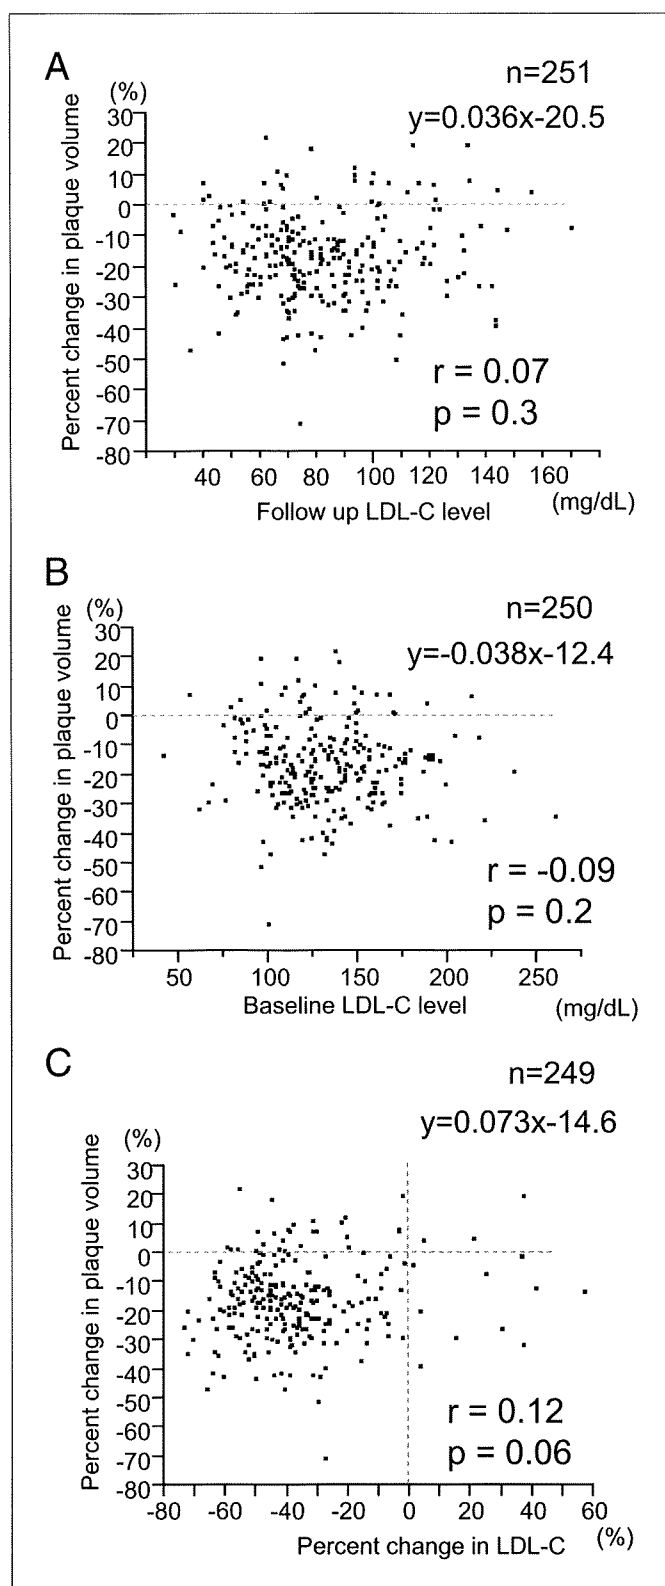 A
n=251
(%)
y=0.036x-20.5
30
20
10
0
-10
-20
-30
-40
-50
-60
-70
-80
Percent change in plaque volume
r = 0.07
p = 0.3
40 60 80 100 120 140 160
Follow up LDL-C level
(mg/dL)
B
n=250
(%)
y=-0.038x-12.4
30
20
10
0
-10
-20
-30
-40
-50
-60
-70
-80
Percent change in plaque volume
r = -0.09
p = 0.2
50 100 150 200 250
Baseline LDL-C level
(mg/dL)
C
n=249
(%)
y=0.073x-14.6
30
20
10
0
-10
-20
-30
-40
-50
-60
-70
-80
Percent change in plaque volume
r = 0.12
p = 0.06
-80 -60 -40 -20 0 20 40 60
Percent change in LDL-C
(%)